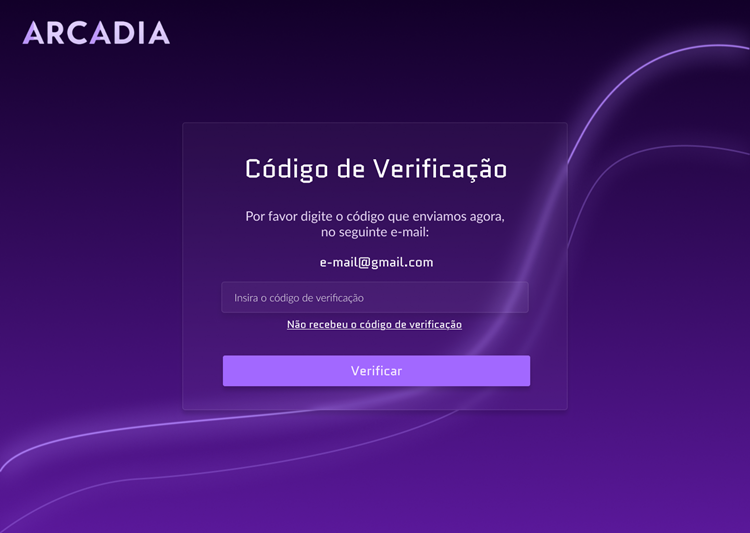 ARCADIA
Código de Verificação
Por favor digite o código que enviamos agora,
no seguinte e-mail:
e-mail@gmail.com
Insira o código de verificação
Não recebeu o código de verificação
Verificar